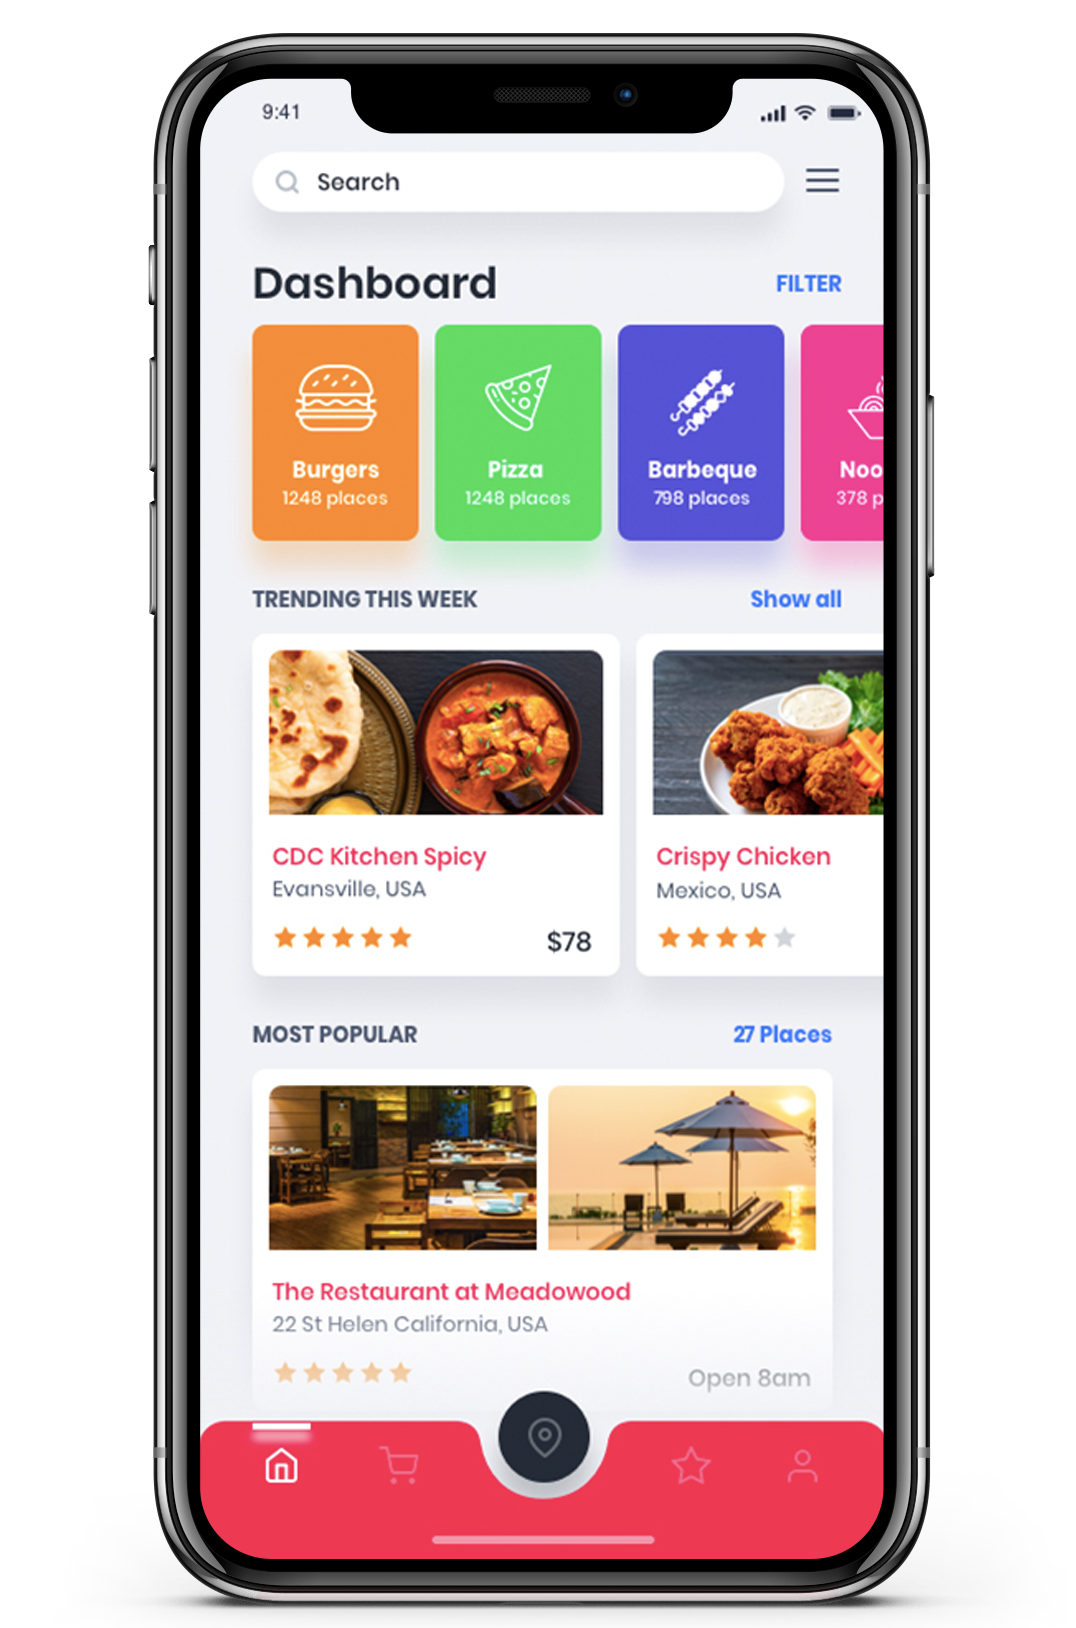 9:41
Search
Dashboard
FILTER
Burgers
1248 places
Pizza
1248 places
Barbeque
798 places
Noo
378 p
TRENDING THIS WEEK
Show all
CDC Kitchen Spicy
Evansville, USA
$78
Crispy Chicken
Mexico, USA
MOST POPULAR
27 Places
The Restaurant at Meadowood
22 St Helen California, USA
Open 8am